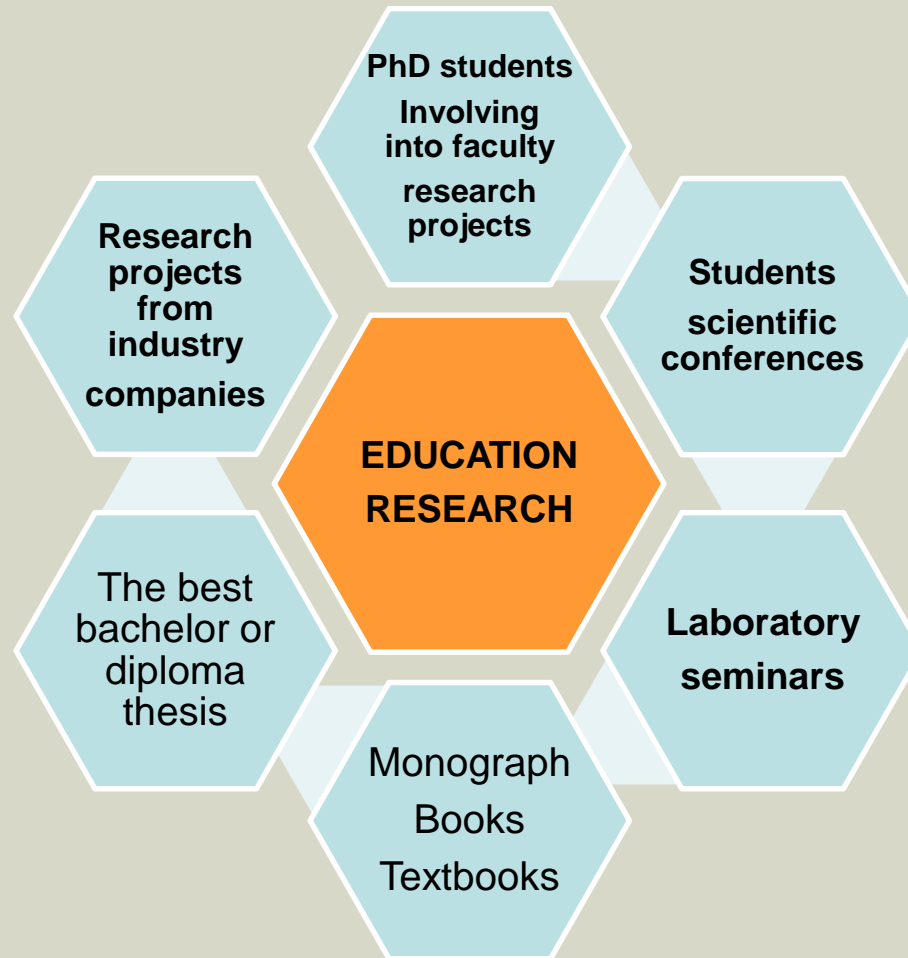 PhD students
Involving
into faculty
research
projects
Research
projects
from
industry
companies
Students
scientific
conferences
EDUCATION
RESEARCH
The best
bachelor or
diploma
thesis
Laboratory
seminars
Monograph
Books
Textbooks